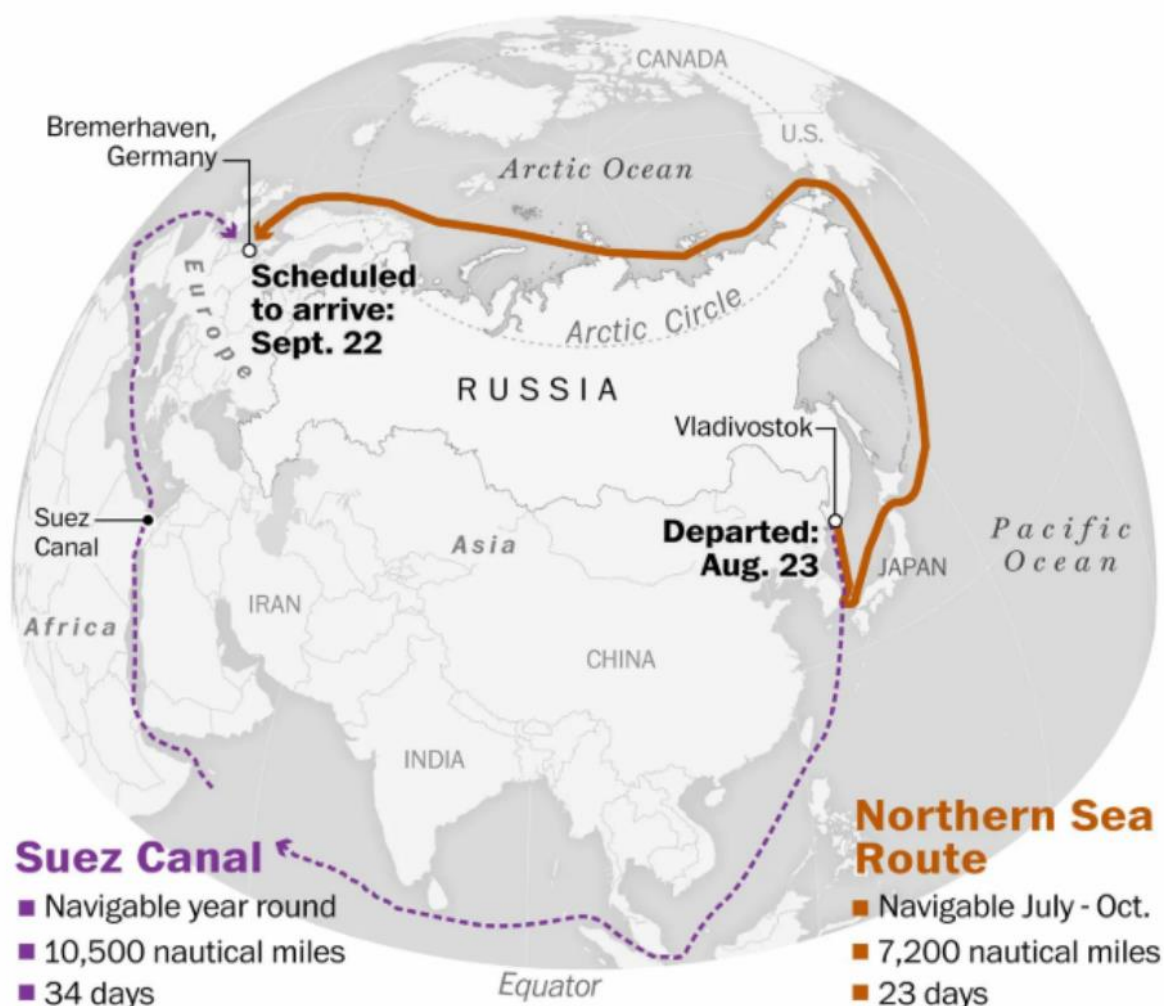 CANADA
U.S.
Bremerhaven,
Germany
Arctic Ocean
Scheduled
to arrive:
Sept. 22
Europe
Arctic Circle
RUSSIA
Vladivostok
Suez
Canal
Departed:
Aug. 23
Asia
JAPAN
Pacific
Ocean
IRAN
Africa
CHINA
INDIA
Suez Canal
■ Navigable year round
■ 10,500 nautical miles
■ 34 days
Equator
Northern Sea
Route
■ Navigable July - Oct.
■ 7,200 nautical miles
■ 23 days